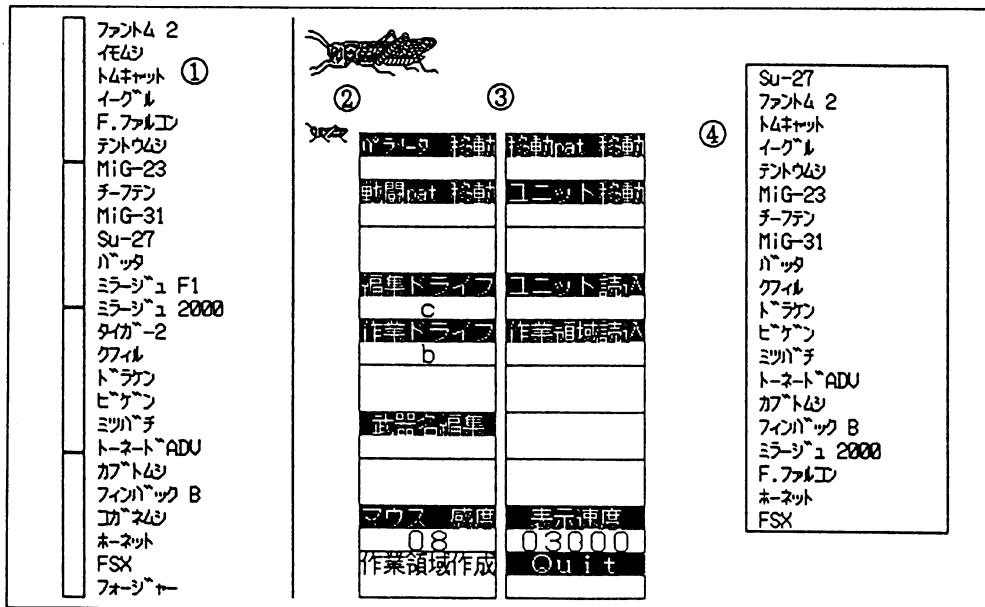 ファントム 2
イモムシ
トムキャット ①
イーグル
F.ファルコン
テントウムシ
MiG-23
チーフテン
MiG-31
Su-27
バッタ
ミラージュ F1
ミラージュ 2000
タイガー2
クフィル
ドラケン
ビゲン
ミツバチ
トーネードADV
カブトムシ
フィンバック B
コガネムシ
ホーネット
FSX
フォージャー
② ③
パラメータ 移動 移動pat 移動
戦闘pat 移動 ユニット移動
編集ドライブ ユニット読込
c
作業ドライブ 作業領域読込
b
武器名編集
マウス 感度 表示速度
08 03000
作業領域作成 Quit
④
Su-27
ファントム 2
トムキャット
イーグル
テントウムシ
MiG-23
チーフテン
MiG-31
バッタ
クフィル
ドラケン
ビゲン
ミツバチ
トーネードADV
カブトムシ
フィンバック B
ミラージュ 2000
F.ファルコン
ホーネット
FSX